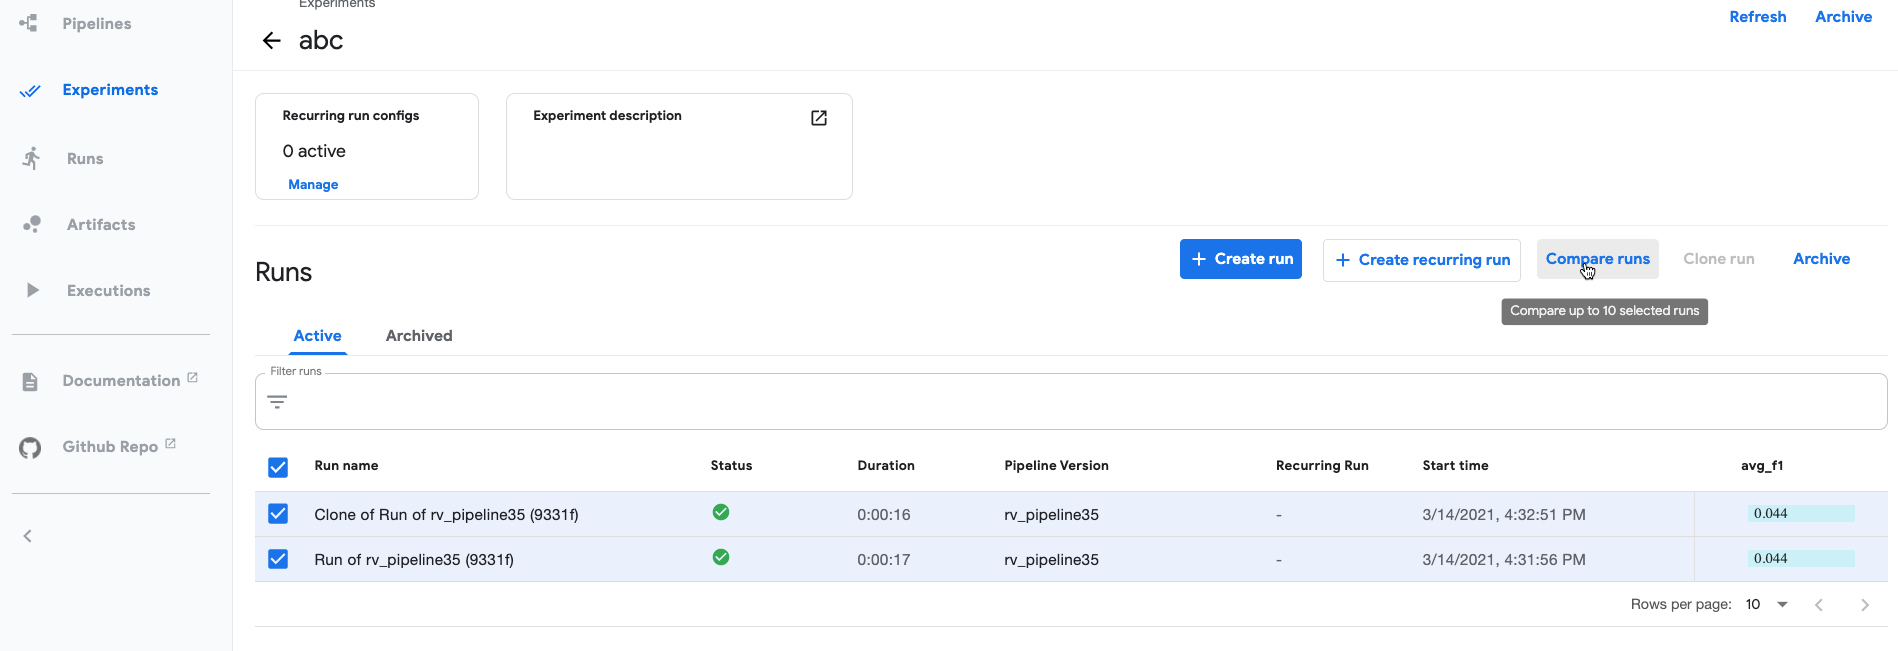 Pipelines
Experiments
Runs
Artifacts
Executions
Documentation
Github Repo
Experiments
abc
Refresh Archive
Recurring run configs
0 active
Manage
Experiment description
Runs
Create run
Create recurring run
Compare runs
Clone run
Archive
Compare up to 10 selected runs
Active Archived
Filter runs
Run name Status Duration Pipeline Version Recurring Run Start time avg_f1
Clone of Run of rv_pipeline35 (9331f) 0:00:16 rv_pipeline35 - 3/14/2021, 4:32:51 PM 0.044
Run of rv_pipeline35 (9331f) 0:00:17 rv_pipeline35 - 3/14/2021, 4:31:56 PM 0.044
Rows per page: 10